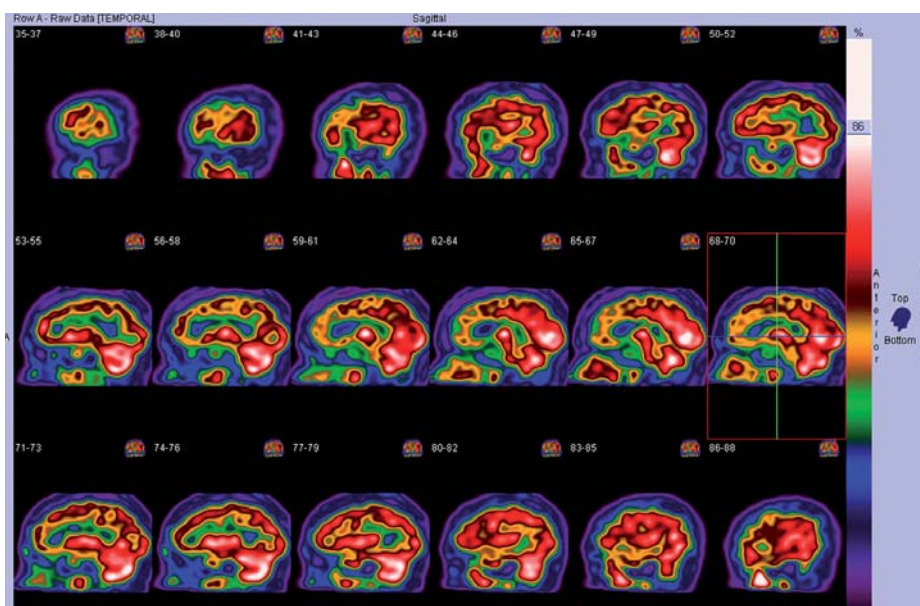 Row A - Raw Data [TEMPORAL] Sagittal
35-37 38-40 41-43 44-46 47-49 50-52 %
86
53-55 56-58 59-61 62-64 65-67 68-70
A
Anterior
Top
Bottom
71-73 74-76 77-79 80-82 83-85 86-88